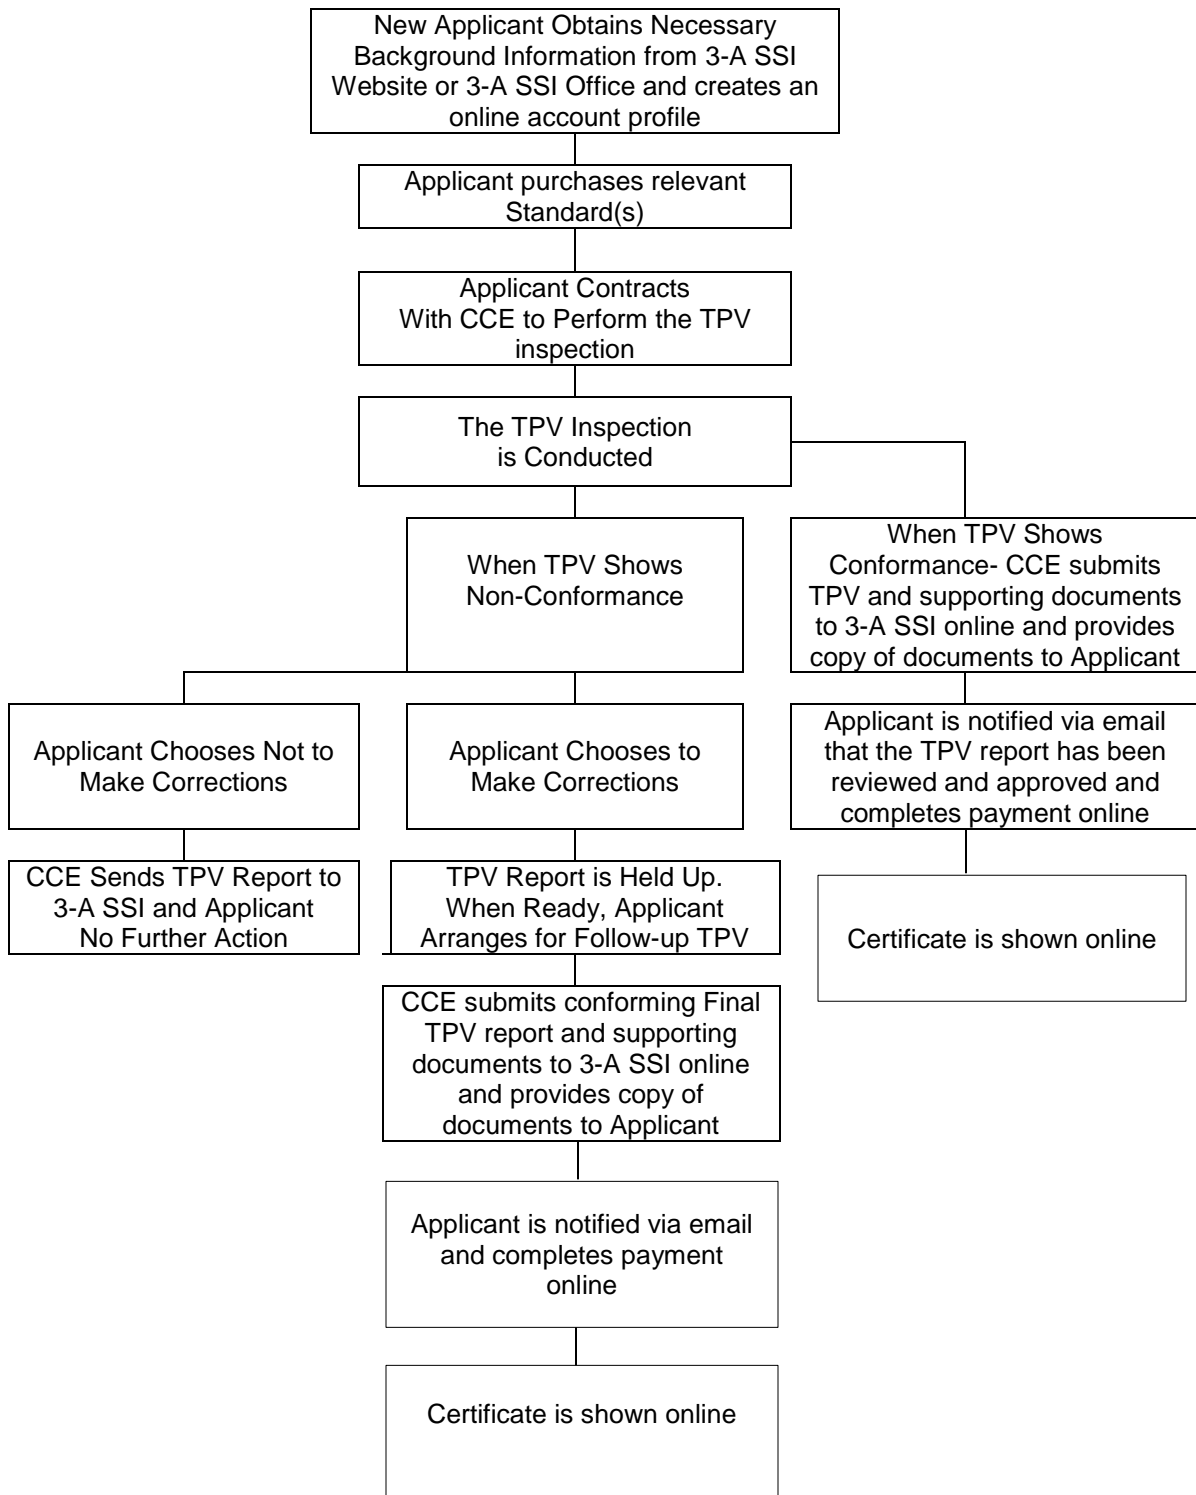 New Applicant Obtains Necessary
Background Information from 3-A SSI
Website or 3-A SSI Office and creates an
online account profile
Applicant purchases relevant
Standard(s)
Applicant Contracts
With CCE to Perform the TPV
inspection
The TPV Inspection
is Conducted
When TPV Shows
Non-Conformance
When TPV Shows
Conformance- CCE submits
TPV and supporting documents
to 3-A SSI online and provides
copy of documents to Applicant
Applicant Chooses Not to
Make Corrections
Applicant Chooses to
Make Corrections
Applicant is notified via email
that the TPV report has been
reviewed and approved and
completes payment online
CCE Sends TPV Report to
3-A SSI and Applicant
No Further Action
TPV Report is Held Up.
When Ready, Applicant
Arranges for Follow-up TPV
Certificate is shown online
CCE submits conforming Final
TPV report and supporting
documents to 3-A SSI online
and provides copy of
documents to Applicant
Applicant is notified via email
and completes payment
online
Certificate is shown online